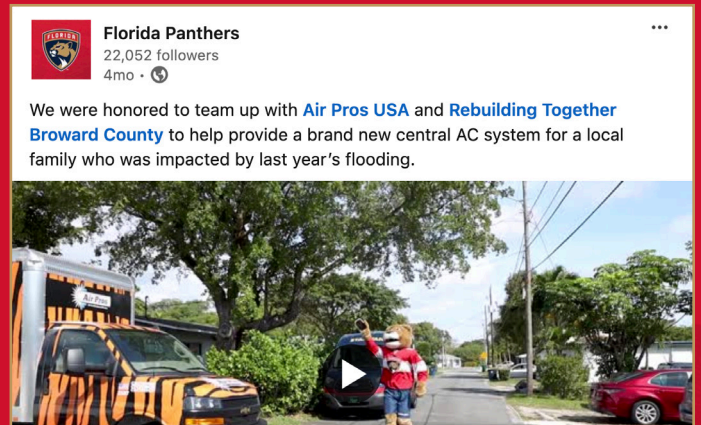 FLORIDA
Florida Panthers
22,052 followers
4mo •
We were honored to team up with Air Pros USA and Rebuilding Together
Broward County to help provide a brand new central AC system for a local
family who was impacted by last year's flooding.
Air Pros